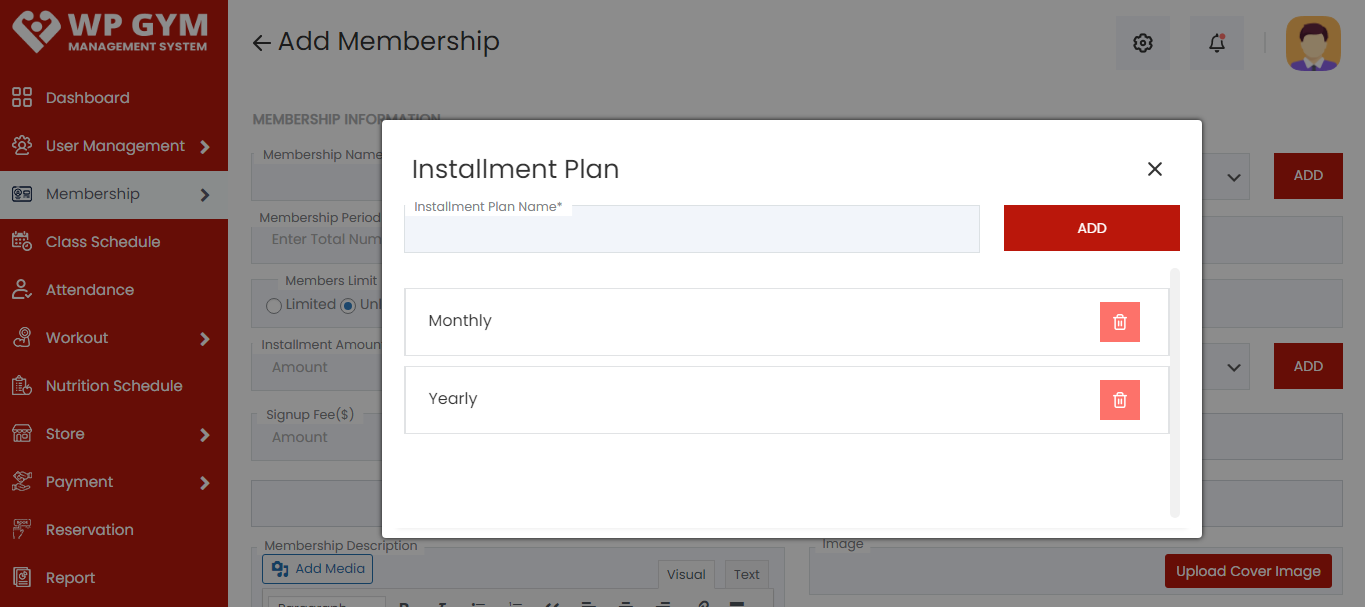 WP GYM
MANAGEMENT SYSTEM
Dashboard
User Management
Membership
Class Schedule
Attendance
Workout
Nutrition Schedule
Store
Payment
Reservation
Report
Add Membership
MEMBERSHIP INFORMATION
Membership Name
ADD
Membership Period
Enter Total Num
Members Limit
Limited
Installment Amoun
Amount
ADD
Signup Fee($)
Amount
Installment Plan
Installment Plan Name*
ADD
Monthly
Yearly
Membership Description
Add Media
Visual
Text
Paragraph
Image
Upload Cover Image